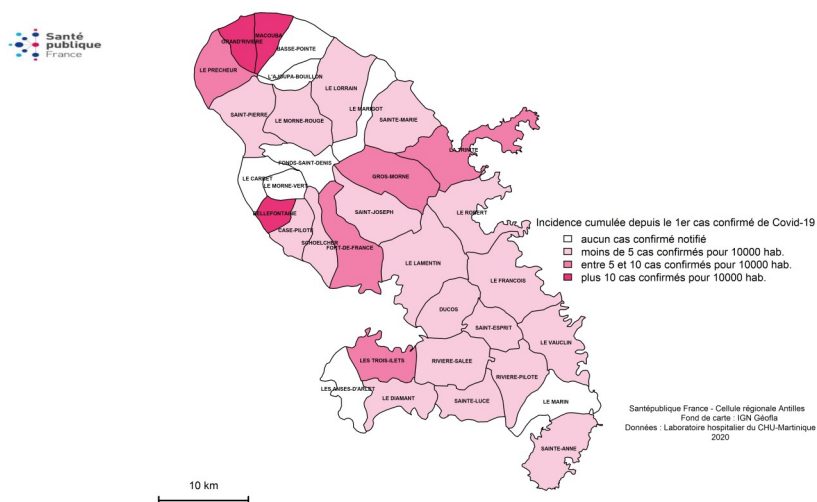 Santé
publique
France
MACOUBA
GRAND'RIVIERE
BASSE-POINTE
LE PRECHEUR
L'AJOUPA-BOUILLON
LE LORRAIN
LE MARIGOT
SAINT-PIERRE
LE MORNE-ROUGE
SAINTE-MARIE
LA TRINITE
FONDS-SAINT-DENIS
GROS-MORNE
LE CARBET
LE MORNE-VERT
BELLEFONTAINE
SAINT-JOSEPH
LE ROBERT
CASE-PILOTE
SCHOELCHER
FORT-DE-FRANCE
LE LAMENTIN
LE FRANCOIS
DUCOS
SAINT-ESPRIT
LE VAUCLIN
LES TROIS-ILETS
RIVIERE-SALEE
RIVIERE-PILOTE
LES ANSES-D'ARLET
LE DIAMANT
SAINTE-LUCE
LE MARIN
SAINTE-ANNE
Incidence cumulée depuis le 1er cas confirmé de Covid-19
aucun cas confirmé notifié
moins de 5 cas confirmés pour 10000 hab.
entre 5 et 10 cas confirmés pour 10000 hab.
plus 10 cas confirmés pour 10000 hab.
Santépublique France - Cellule régionale Antilles
Fond de carte : IGN Géofla
Données : Laboratoire hospitalier du CHU-Martinique
2020
10 km